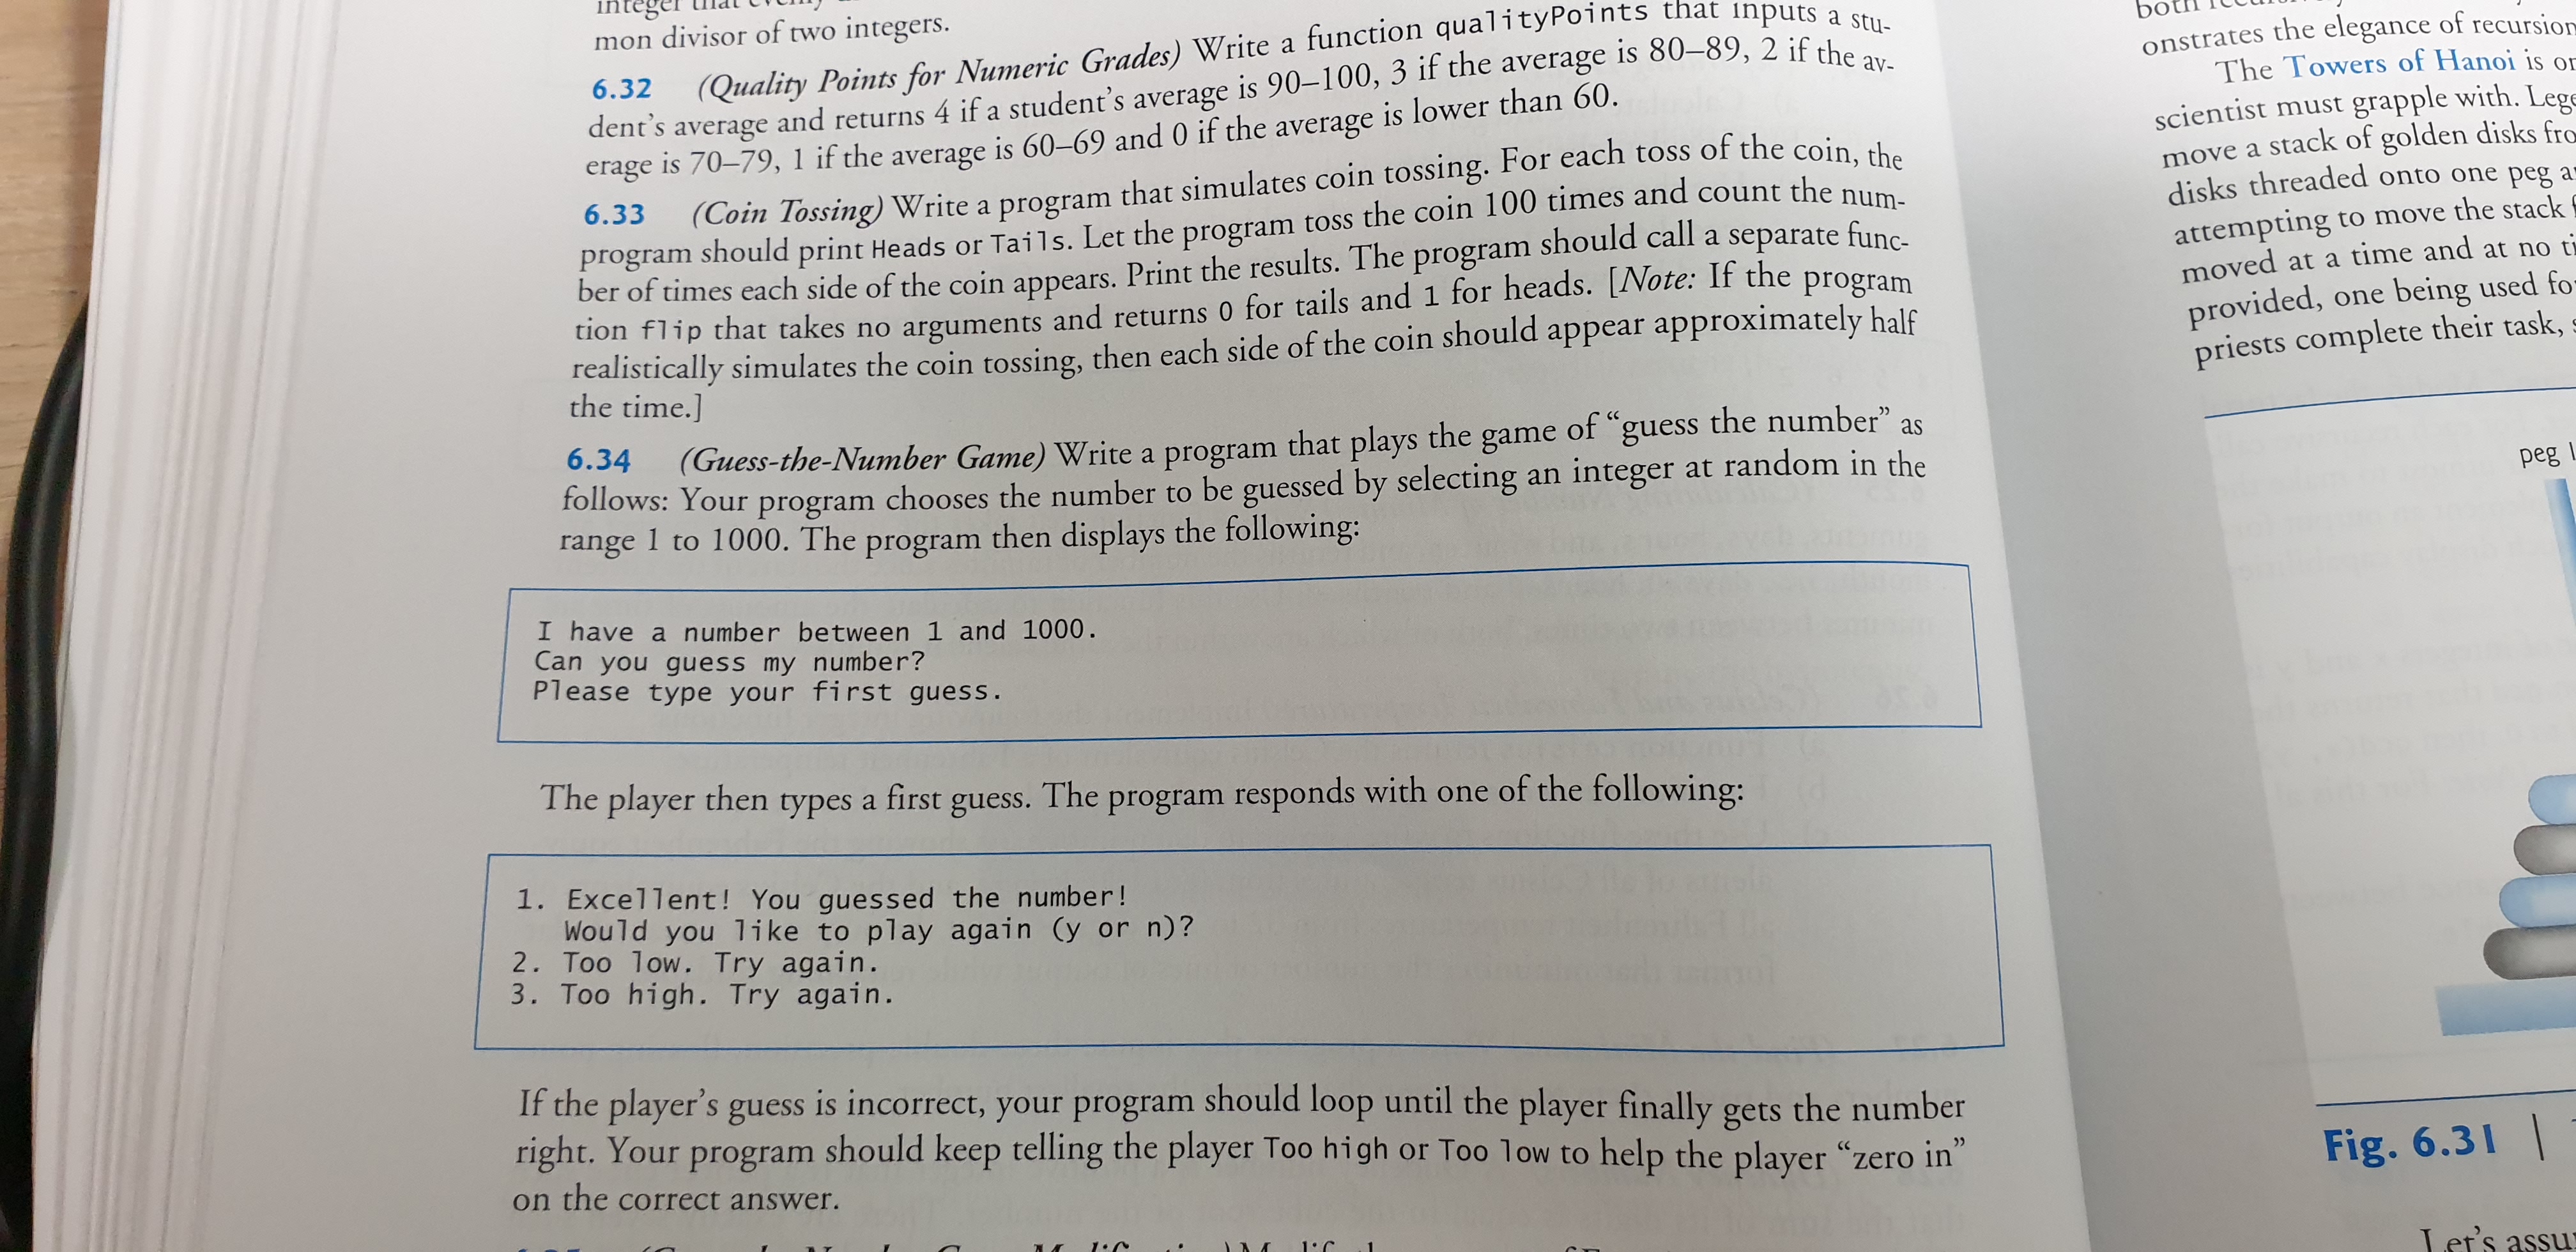 mon divisor of two integers.
6.32 (Quality Points for Numeric Grades) Write a function qualityPoints that inputs a stu-
dent's average and returns 4 if a student's average is 90–100, 3 if the average is 80–89, 2 if the av-
erage is 70–79, 1 if the average is 60–69 and 0 if the average is lower than 60.
6.33 (Coin Tossing) Write a program that simulates coin tossing. For each toss of the coin, the
program should print Heads or Tails. Let the program toss the coin 100 times and count the num-
ber of times each side of the coin appears. Print the results. The program should call a separate func-
tion flip that takes no arguments and returns 0 for tails and 1 for heads. [Note: If the program
realistically simulates the coin tossing, then each side of the coin should appear approximately half
the time.]
6.34 (Guess-the-Number Game) Write a program that plays the game of “guess the number” as
follows: Your program chooses the number to be guessed by selecting an integer at random in the
range 1 to 1000. The program then displays the following:
I have a number between 1 and 1000.
Can you guess my number?
Please type your first guess.
The player then types a first guess. The program responds with one of the following:
1. Excellent! You guessed the number!
Would you like to play again (y or n)?
2. Too low. Try again.
3. Too high. Try again.
If the player's guess is incorrect, your program should loop until the player finally gets the number
right. Your program should keep telling the player Too high or Too low to help the player “zero in”
on the correct answer.
both
onstrates the elegance of recursion
The Towers of Hanoi is
scientist must grapple with.
move a stack of golden disks
disks threaded onto one peg
attempting to move the stack
moved at a time and at no
provided, one being used
priests complete their task,
peg
Fig. 6.31 |
Let's